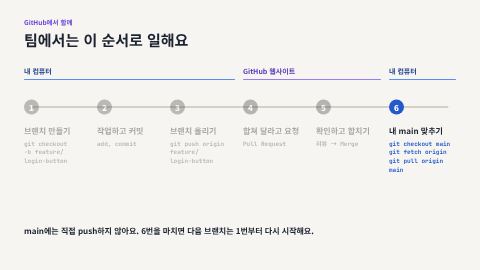 GitHub에서 함께
팀에서는 이 순서로 일해요
내 컴퓨터
GitHub 웹사이트
내 컴퓨터
1
2
3
4
5
6
브랜치 만들기
git checkout
-b feature/
login-button
작업하고 커밋
add, commit
브랜치 올리기
git push origin
feature/
login-button
합쳐 달라고 요청
Pull Request
확인하고 합치기
리뷰 → Merge
내 main 맞추기
git checkout main
git fetch origin
git pull origin
main
main에는 직접 push하지 않아요. 6번을 마치면 다음 브랜치는 1번부터 다시 시작해요.